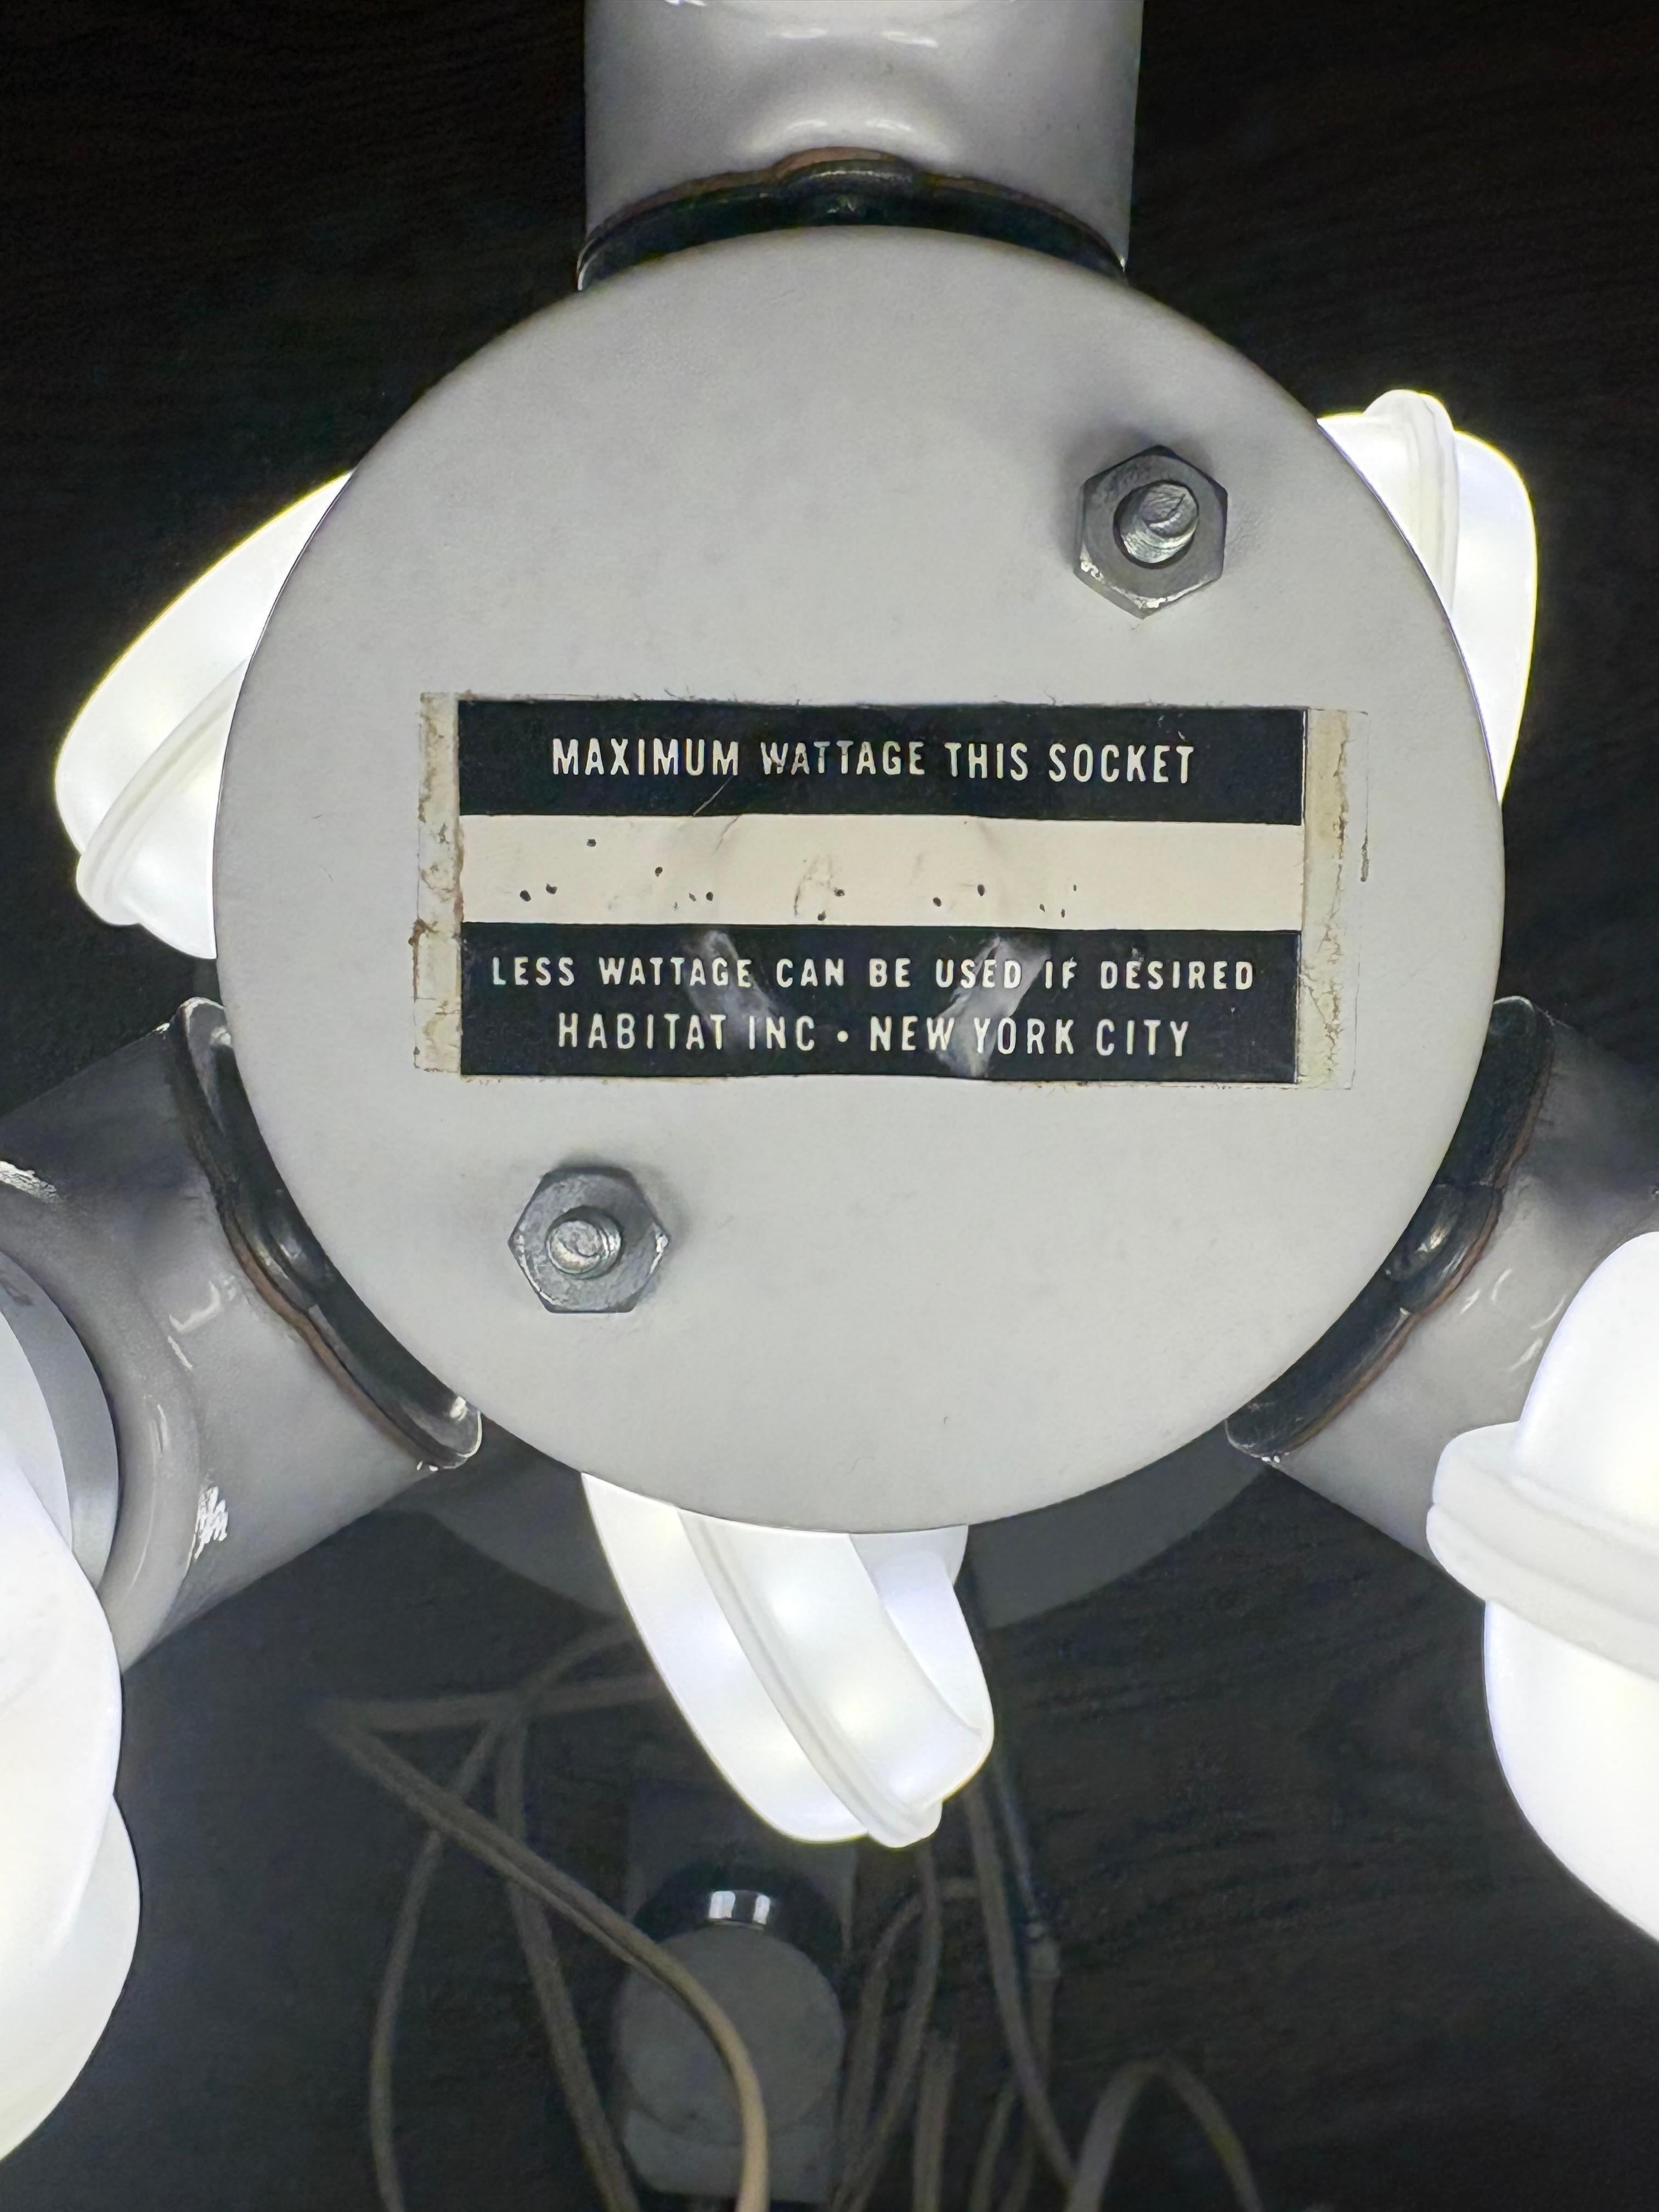 MAXIMUM WATTAGE THIS SOCKET
LESS WATTAGE CAN BE USED IF DESIRED
HABITAT INC • NEW YORK CITY